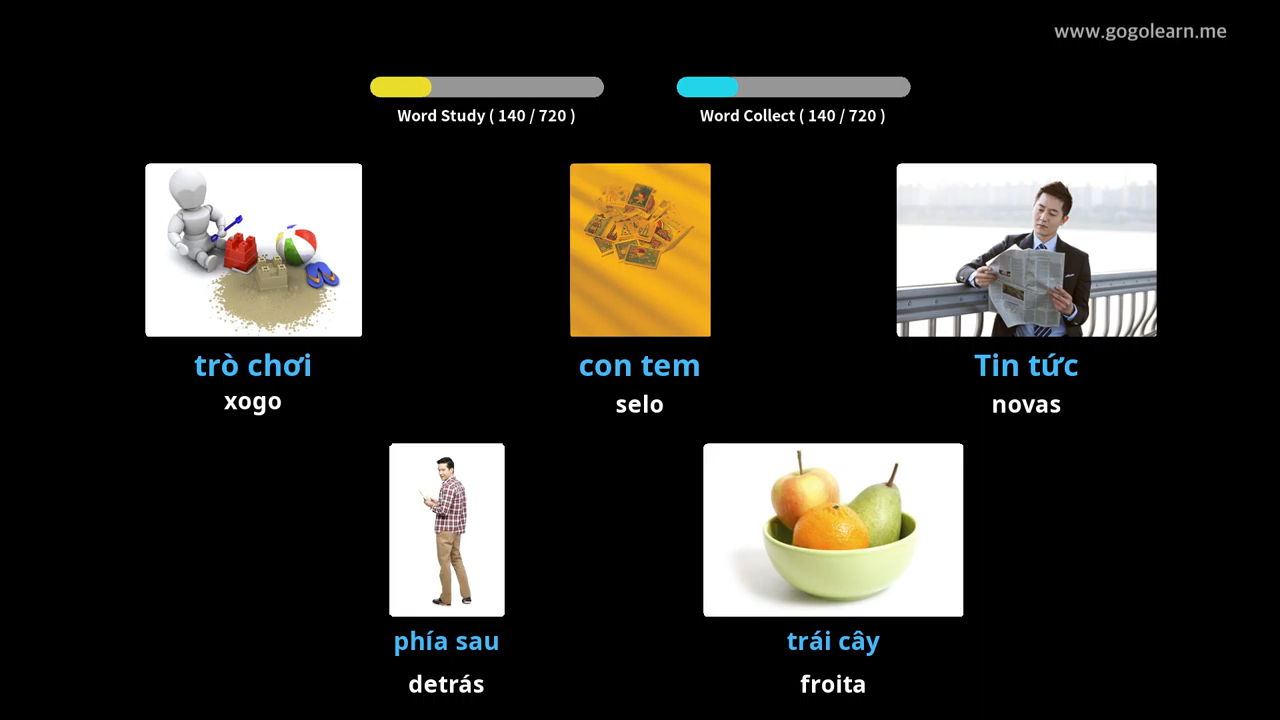 www.gogolearn.me
Word Study ( 140 / 720 )
Word Collect ( 140 / 720 )
trò chơi
xogo
con tem
selo
Tin tức
novas
phía sau
detrás
trái cây
froita